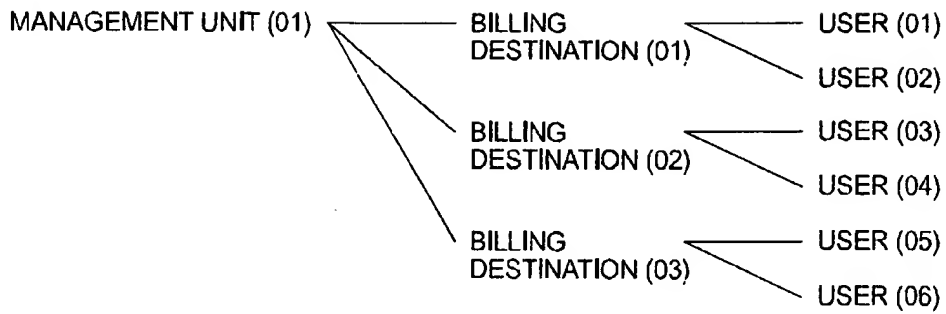 MANAGEMENT UNIT (01)
BILLING
DESTINATION (01)
USER (01)
USER (02)
BILLING
DESTINATION (02)
USER (03)
USER (04)
BILLING
DESTINATION (03)
USER (05)
USER (06)